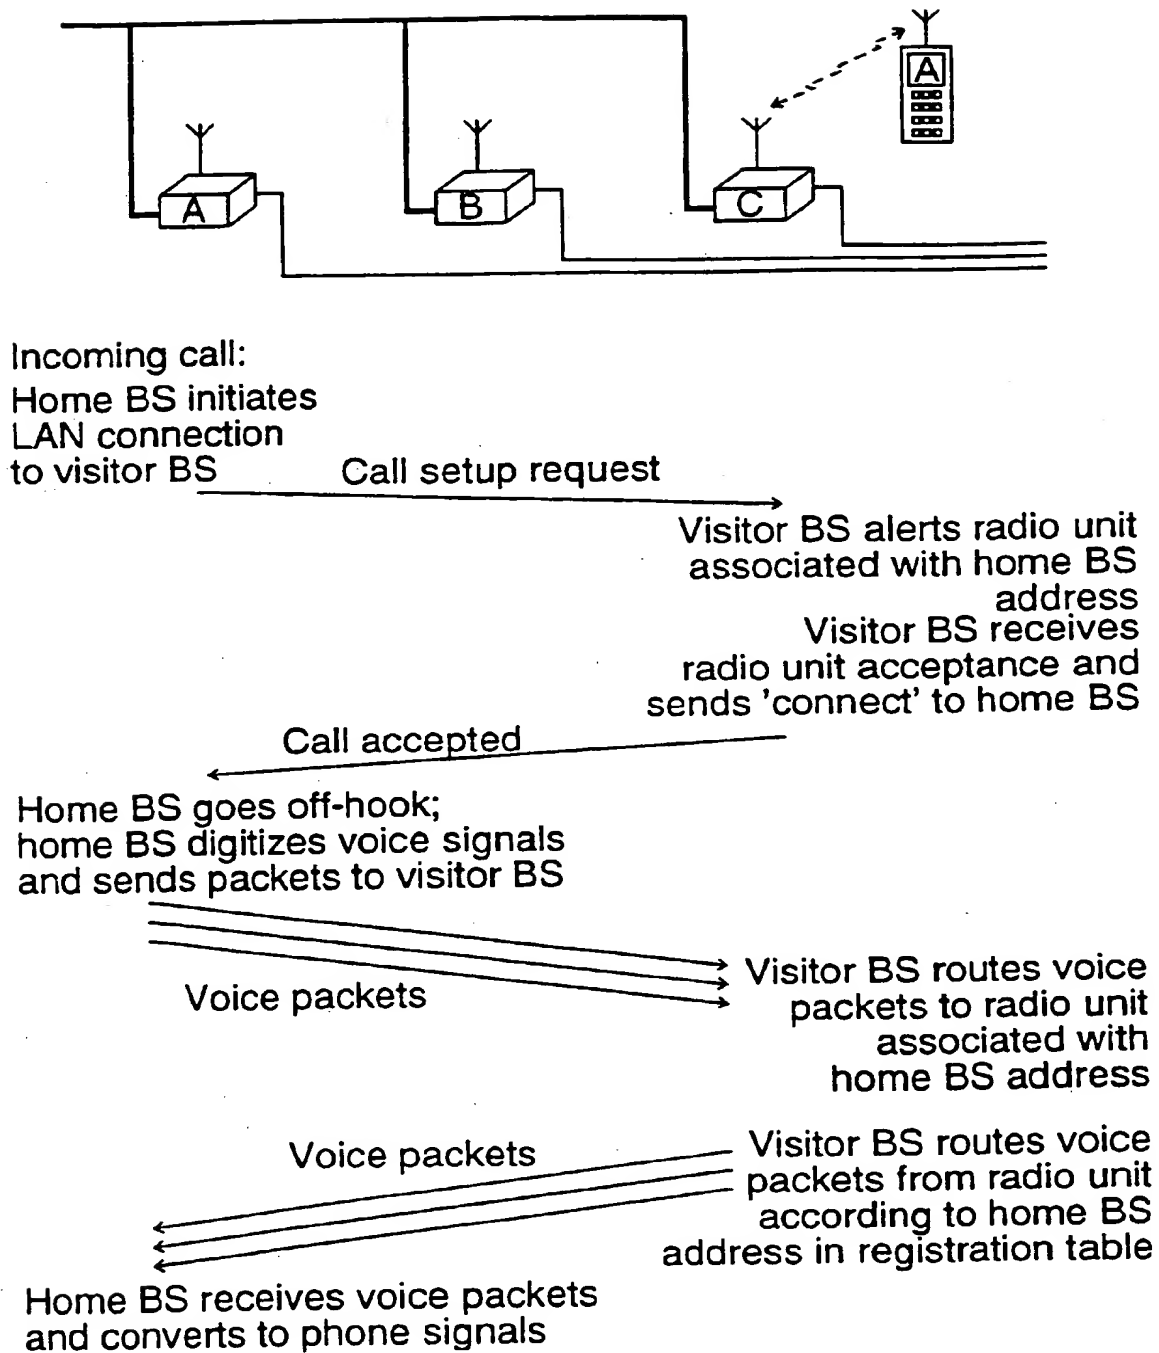 A
A
B
C
Incoming call:
Home BS initiates
LAN connection
to visitor BS
Call setup request
Visitor BS alerts radio unit
associated with home BS
address
Visitor BS receives
radio unit acceptance and
sends 'connect' to home BS
Call accepted
Home BS goes off-hook;
home BS digitizes voice signals
and sends packets to visitor BS
Voice packets
Visitor BS routes voice
packets to radio unit
associated with
home BS address
Voice packets
Visitor BS routes voice
packets from radio unit
according to home BS
address in registration table
Home BS receives voice packets
and converts to phone signals